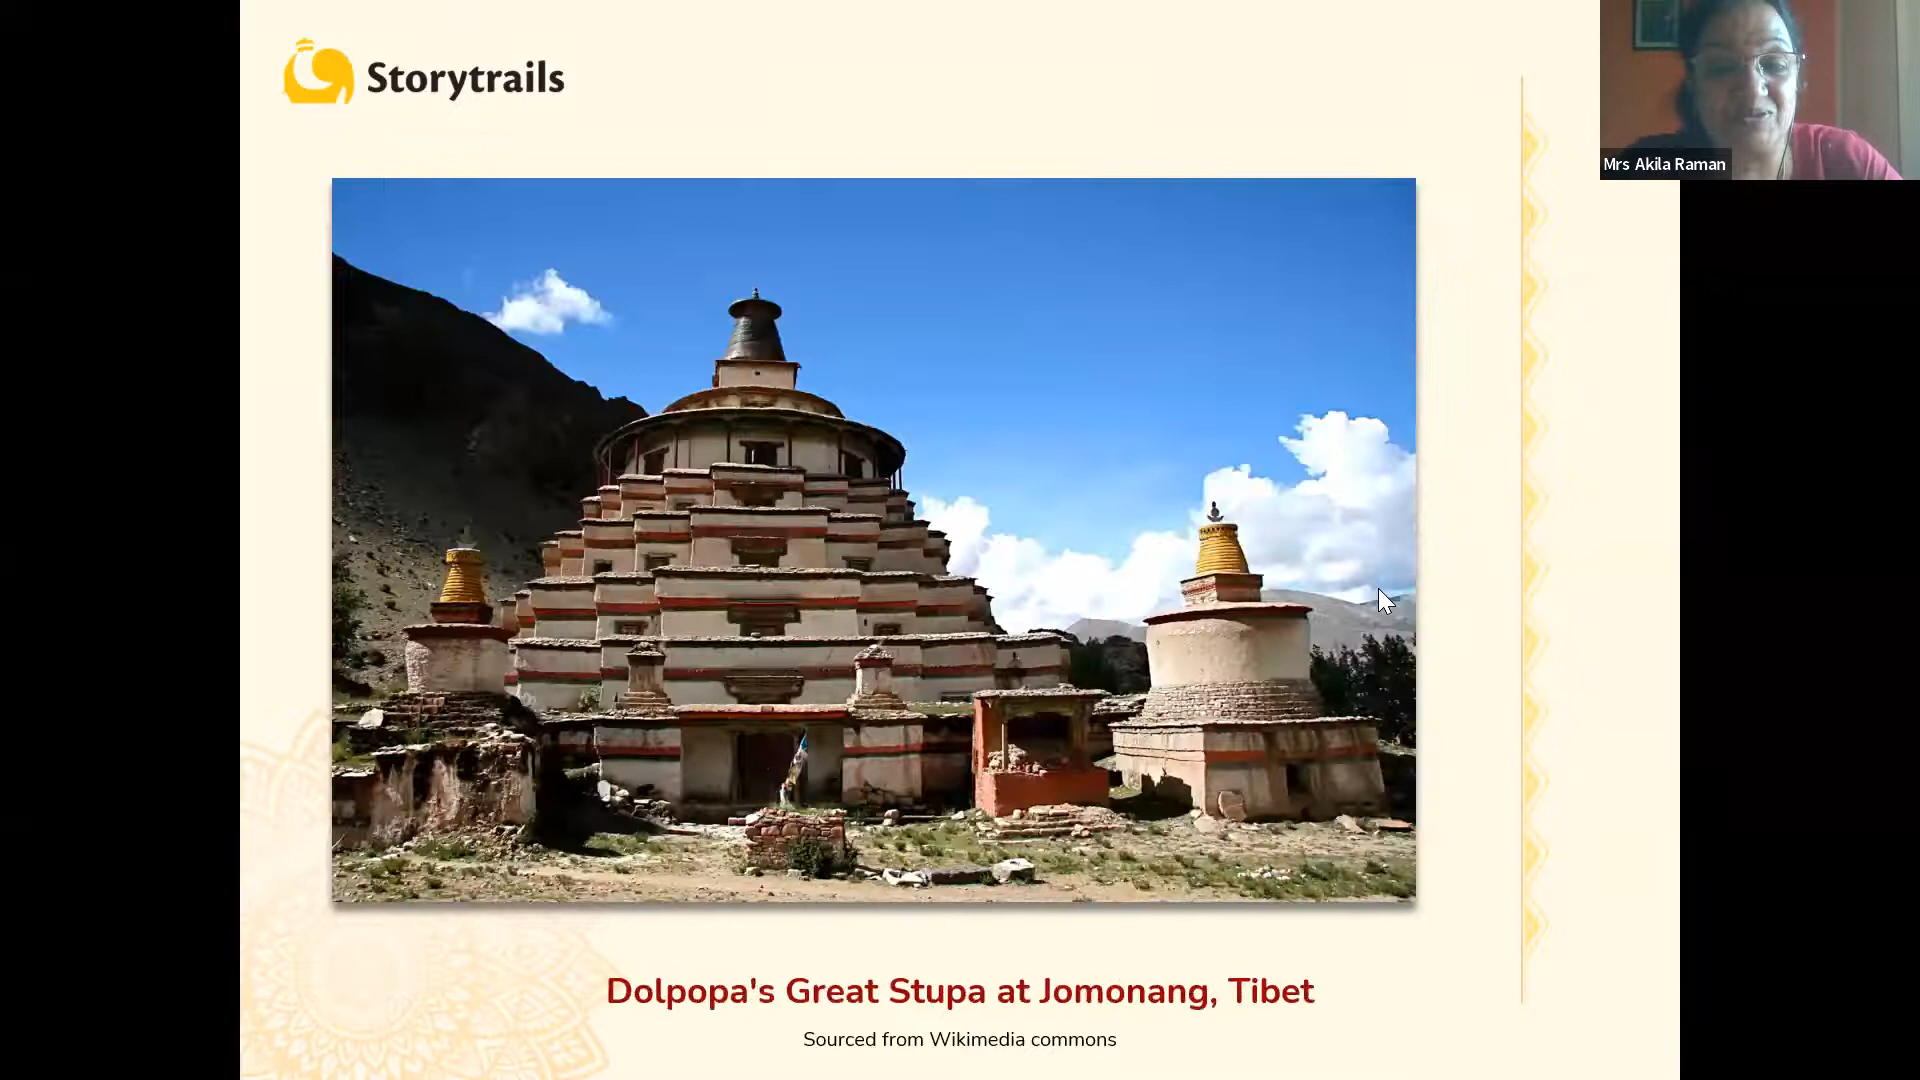 Storytrails
Mrs Akila Raman
Dolpopa's Great Stupa at Jomonang, Tibet
Sourced from Wikimedia commons